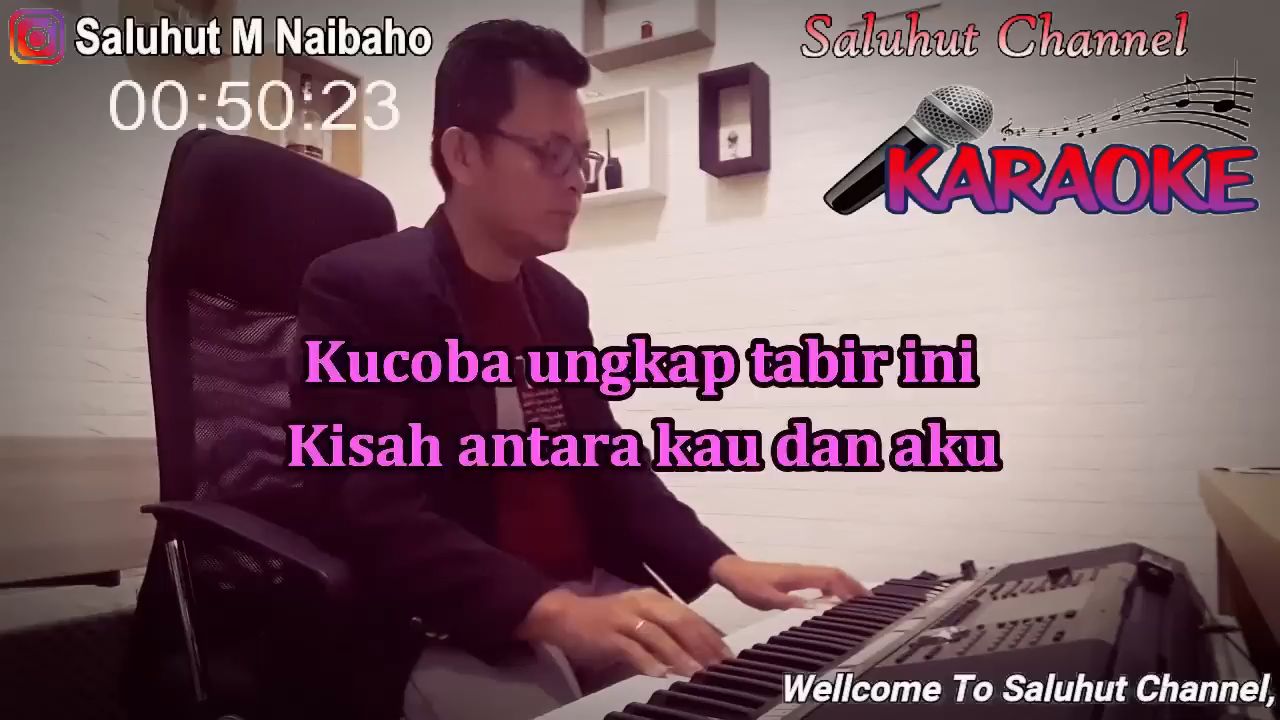 Saluhut M Naibaho
Saluhut Channel
00:50:23
KARAOKE
Kucoba ungkap tabir ini
Kisah antara kau dan aku
Wellcome To Saluhut Channel,